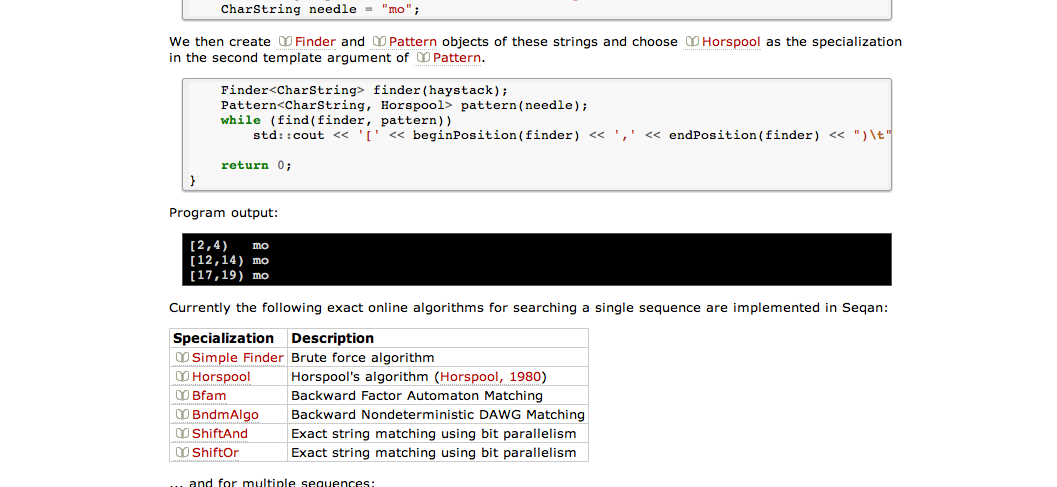 CharString needle = "mo";
We then create Finder and Pattern objects of these strings and choose Horspool as the specialization
in the second template argument of Pattern.
Finder<CharString> finder(haystack);
Pattern<CharString, Horspool> pattern(needle);
while (find(finder, pattern))
std::cout << '[' << beginPosition(finder) << ',' << endPosition(finder) << ")\t"
return 0;
}
Program output:
[2,4) mo
[12,14) mo
[17,19) mo
Currently the following exact online algorithms for searching a single sequence are implemented in Seqan:
Specialization Description
Simple Finder Brute force algorithm
Horspool Horspool's algorithm (Horspool, 1980)
Bfam Backward Factor Automaton Matching
BndmAlgo Backward Nondeterministic DAWG Matching
ShiftAnd Exact string matching using bit parallelism
ShiftOr Exact string matching using bit parallelism
... and for multiple sequences: